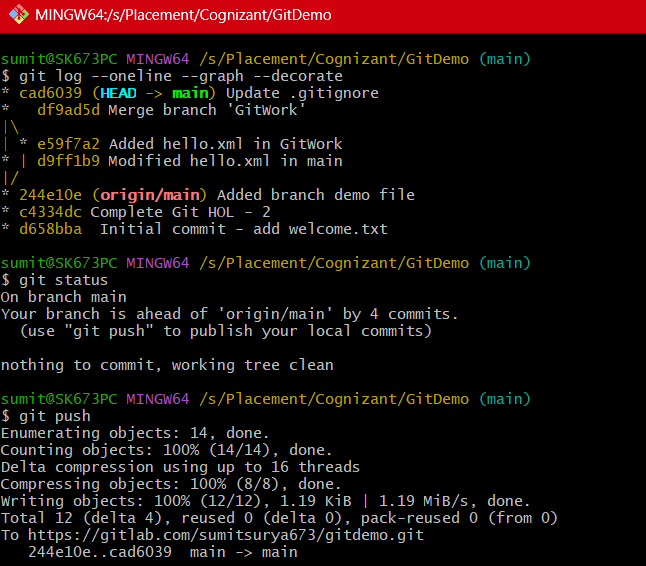 MINGW64:/s/Placement/Cognizant/GitDemo
sumit@SK673PC MINGW64 /s/Placement/Cognizant/GitDemo (main)
$ git log --oneline --graph --decorate
* cad6039 (HEAD -> main) Update .gitignore
*   df9ad5d Merge branch 'GitWork'
|\
| * e59f7a2 Added hello.xml in GitWork
* | d9ff1b9 Modified hello.xml in main
|/
* 244e10e (origin/main) Added branch demo file
* c4334dc Complete Git HOL - 2
* d658bba  Initial commit - add welcome.txt
sumit@SK673PC MINGW64 /s/Placement/Cognizant/GitDemo (main)
$ git status
On branch main
Your branch is ahead of 'origin/main' by 4 commits.
  (use "git push" to publish your local commits)
nothing to commit, working tree clean
sumit@SK673PC MINGW64 /s/Placement/Cognizant/GitDemo (main)
$ git push
Enumerating objects: 14, done.
Counting objects: 100% (14/14), done.
Delta compression using up to 16 threads
Compressing objects: 100% (8/8), done.
Writing objects: 100% (12/12), 1.19 KiB | 1.19 MiB/s, done.
Total 12 (delta 4), reused 0 (delta 0), pack-reused 0 (from 0)
To https://gitlab.com/sumitsurya673/gitdemo.git
   244e10e..cad6039  main -> main